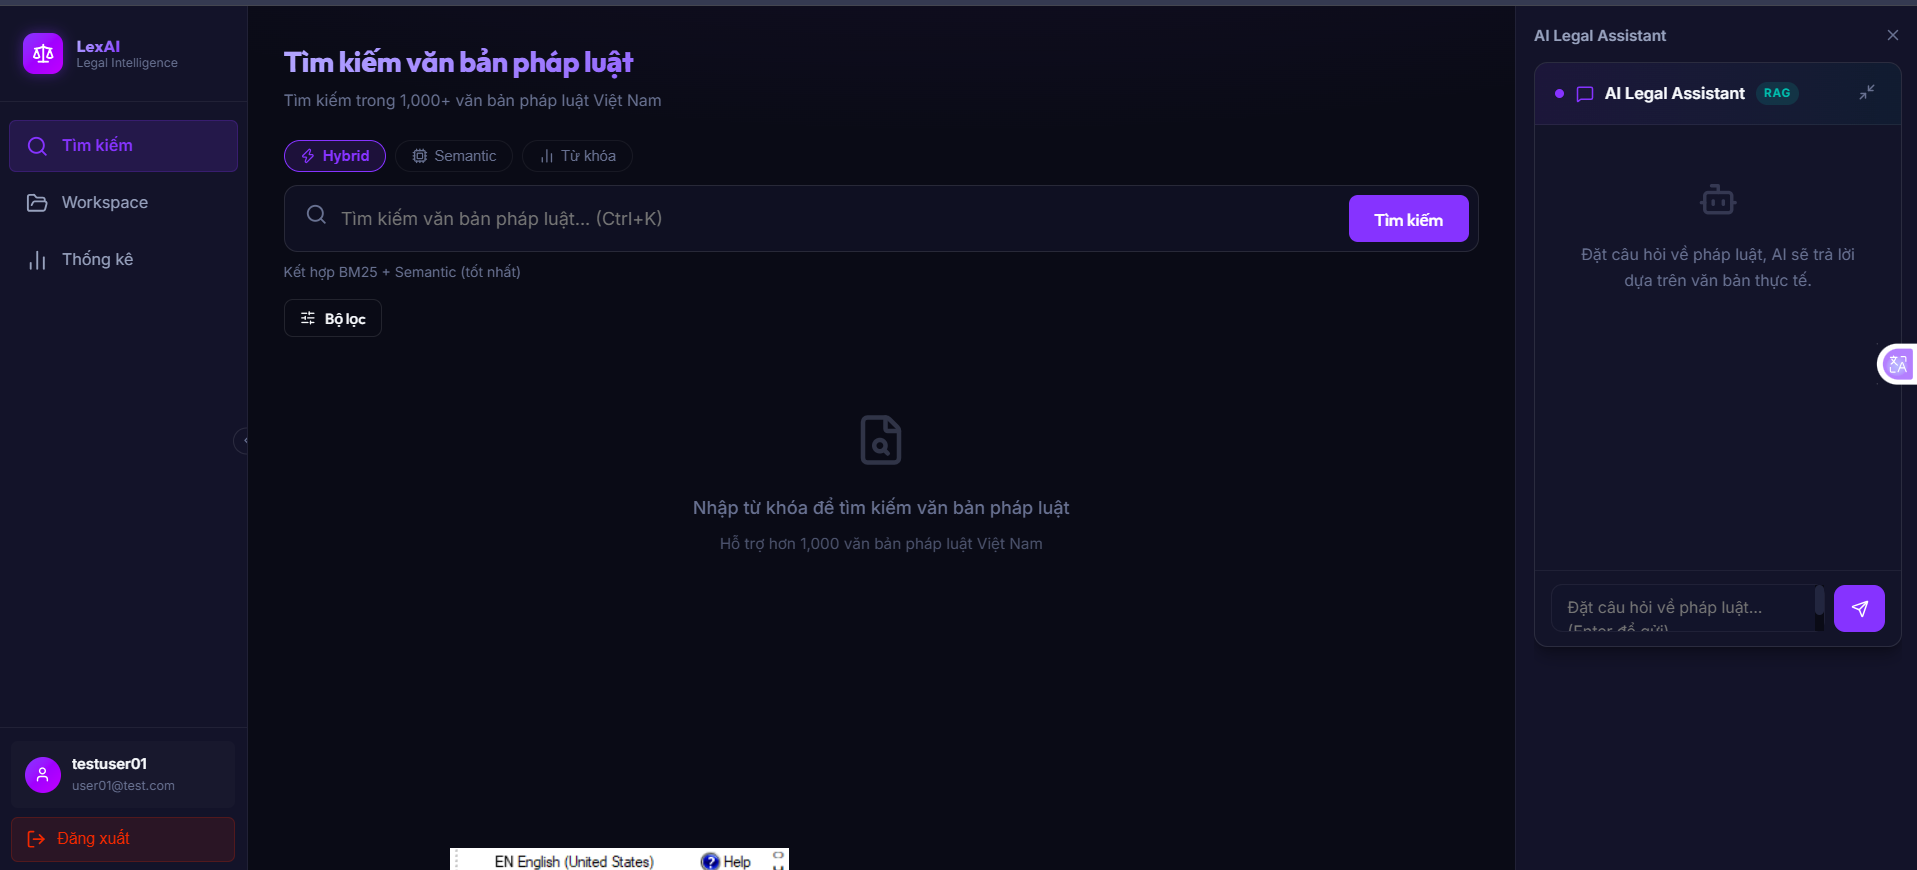 LexAI
Legal Intelligence
Tìm kiếm
Workspace
Thống kê
testuser01
user01@test.com
Đăng xuất
Tìm kiếm văn bản pháp luật
Tìm kiếm trong 1,000+ văn bản pháp luật Việt Nam
Hybrid
Semantic
Từ khóa
Tìm kiếm văn bản pháp luật... (Ctrl+K)
Tìm kiếm
Kết hợp BM25 + Semantic (tốt nhất)
Bộ lọc
Nhập từ khóa để tìm kiếm văn bản pháp luật
Hỗ trợ hơn 1,000 văn bản pháp luật Việt Nam
EN English (United States)
Help
AI Legal Assistant
AI Legal Assistant
RAG
Đặt câu hỏi về pháp luật, AI sẽ trả lời
dựa trên văn bản thực tế.
Đặt câu hỏi về pháp luật...
(Enter để gửi)